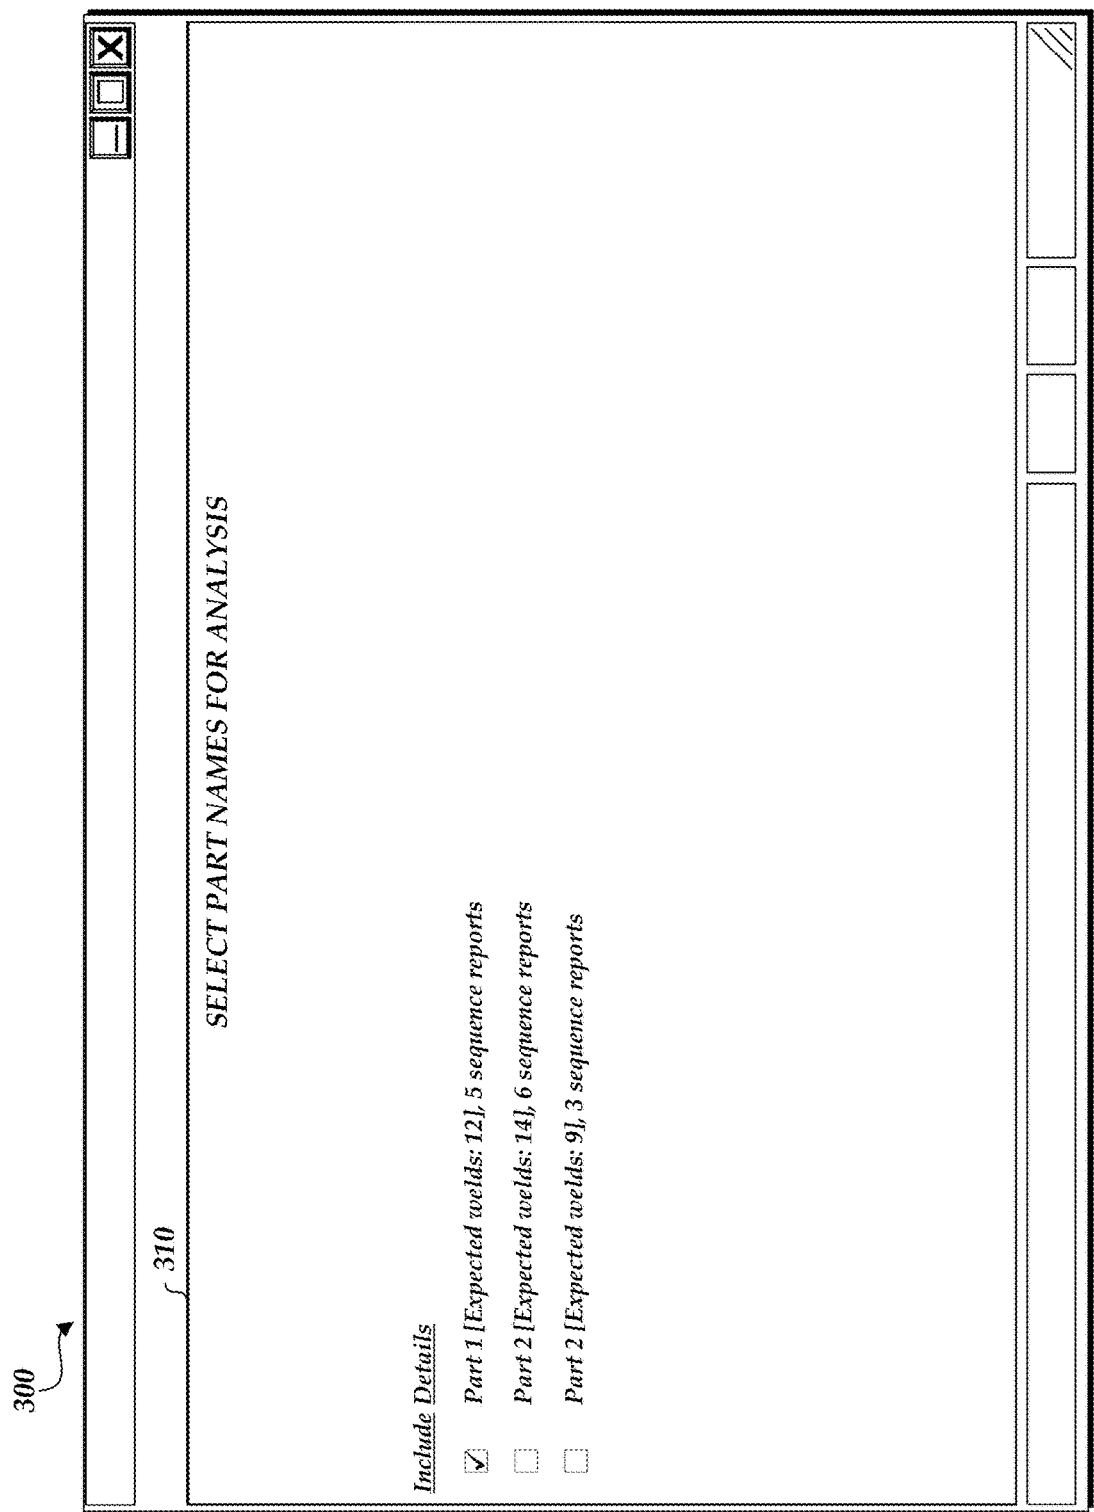 300
310
SELECT PART NAMES FOR ANALYSIS
Include Details
Part 1 [Expected welds: 12], 5 sequence reports
Part 2 [Expected welds: 14], 6 sequence reports
Part 2 [Expected welds: 9], 3 sequence reports